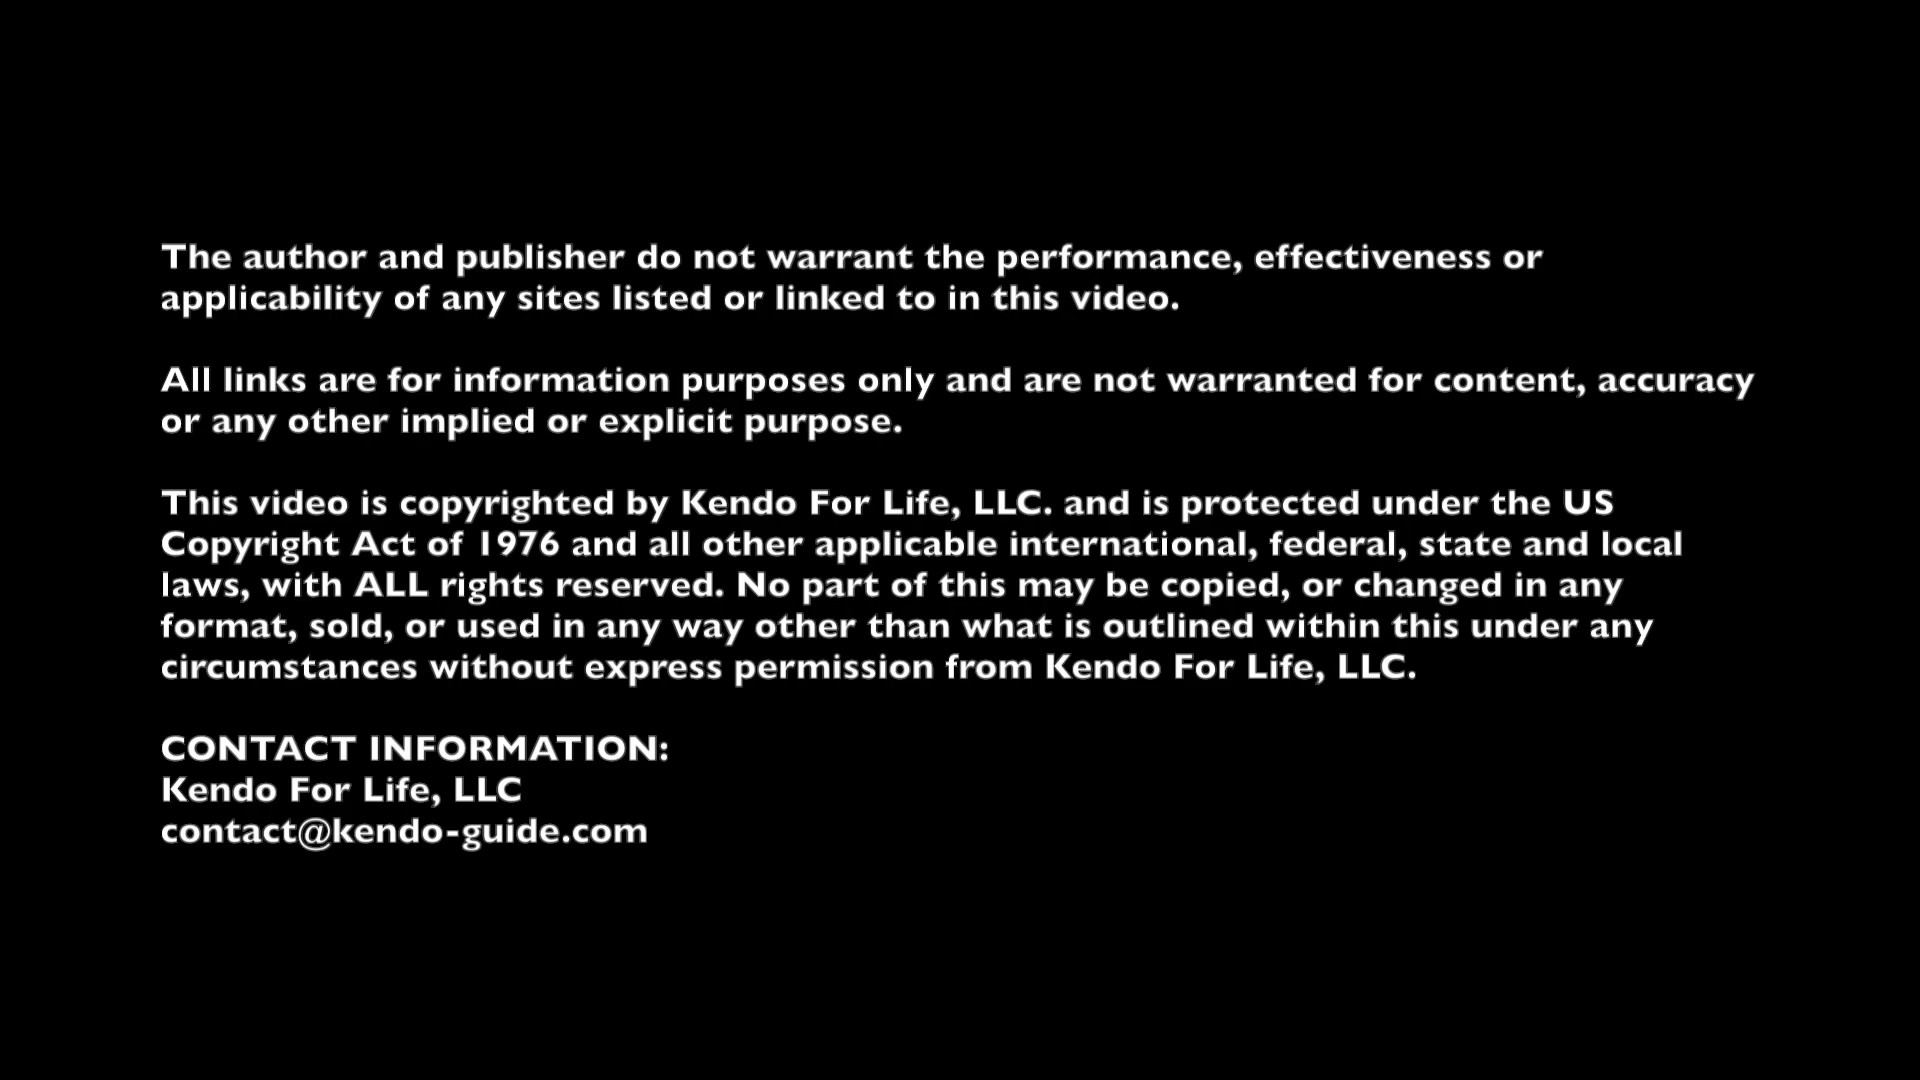 The author and publisher do not warrant the performance, effectiveness or
applicability of any sites listed or linked to in this video.
All links are for information purposes only and are not warranted for content, accuracy
or any other implied or explicit purpose.
This video is copyrighted by Kendo For Life, LLC. and is protected under the US
Copyright Act of 1976 and all other applicable international, federal, state and local
laws, with ALL rights reserved. No part of this may be copied, or changed in any
format, sold, or used in any way other than what is outlined within this under any
circumstances without express permission from Kendo For Life, LLC.
CONTACT INFORMATION:
Kendo For Life, LLC
contact@kendo-guide.com